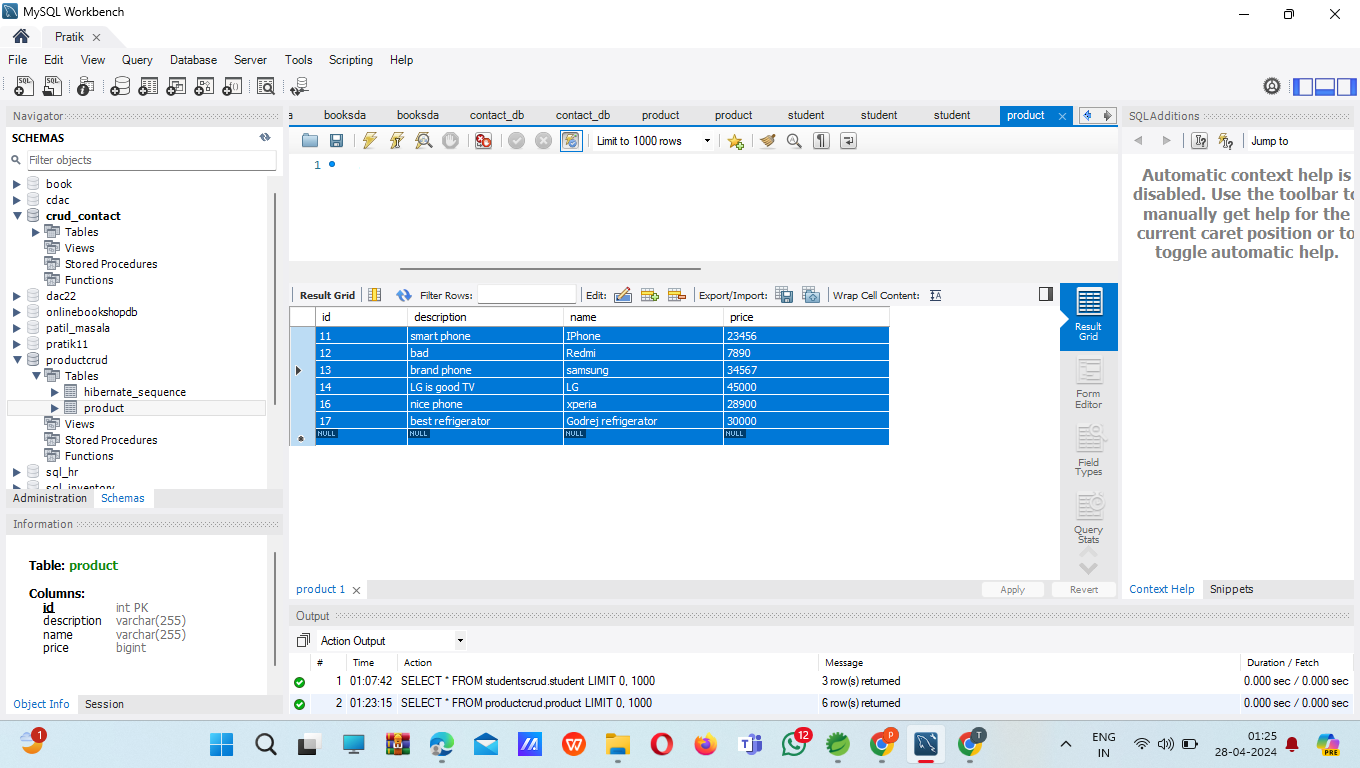 MySQL Workbench
Pratik
File Edit View Query Database Server Tools Scripting Help
Navigator
SCHEMAS
Filter objects
book
cdac
crud_contact
Tables
Views
Stored Procedures
Functions
dac22
onlinebookshopdb
patil_masala
pratik11
productcrud
Tables
hibernate_sequence
product
Views
Stored Procedures
Functions
sql_hr
sql_inventory
Administration Schemas
Information
Table: product
Columns:
id int PK
description varchar(255)
name varchar(255)
price bigint
Object Info Session
a booksda booksda contact_db contact_db product product student student student product
Limit to 1000 rows
1
Result Grid Filter Rows: Edit: Export/Import: Wrap Cell Content:
id description name price
11 smart phone IPhone 23456
12 bad Redmi 7890
13 brand phone samsung 34567
14 LG is good TV LG 45000
16 nice phone xperia 28900
17 best refrigerator Godrej refrigerator 30000
NULL NULL NULL NULL
Result
Grid
Form
Editor
Field
Types
Query
Stats
product 1 Apply Revert
Output
Action Output
# Time Action Message Duration / Fetch
1 01:07:42 SELECT * FROM studentscrud.student LIMIT 0, 1000 3 row(s) returned 0.000 sec / 0.000 sec
2 01:23:15 SELECT * FROM productcrud.product LIMIT 0, 1000 6 row(s) returned 0.000 sec / 0.000 sec
SQLAdditions
Jump to
Automatic context help is
disabled. Use the toolbar to
manually get help for the
current caret position or to
toggle automatic help.
Context Help Snippets
1
12
P
T
ENG
IN
01:25
28-04-2024
PRE